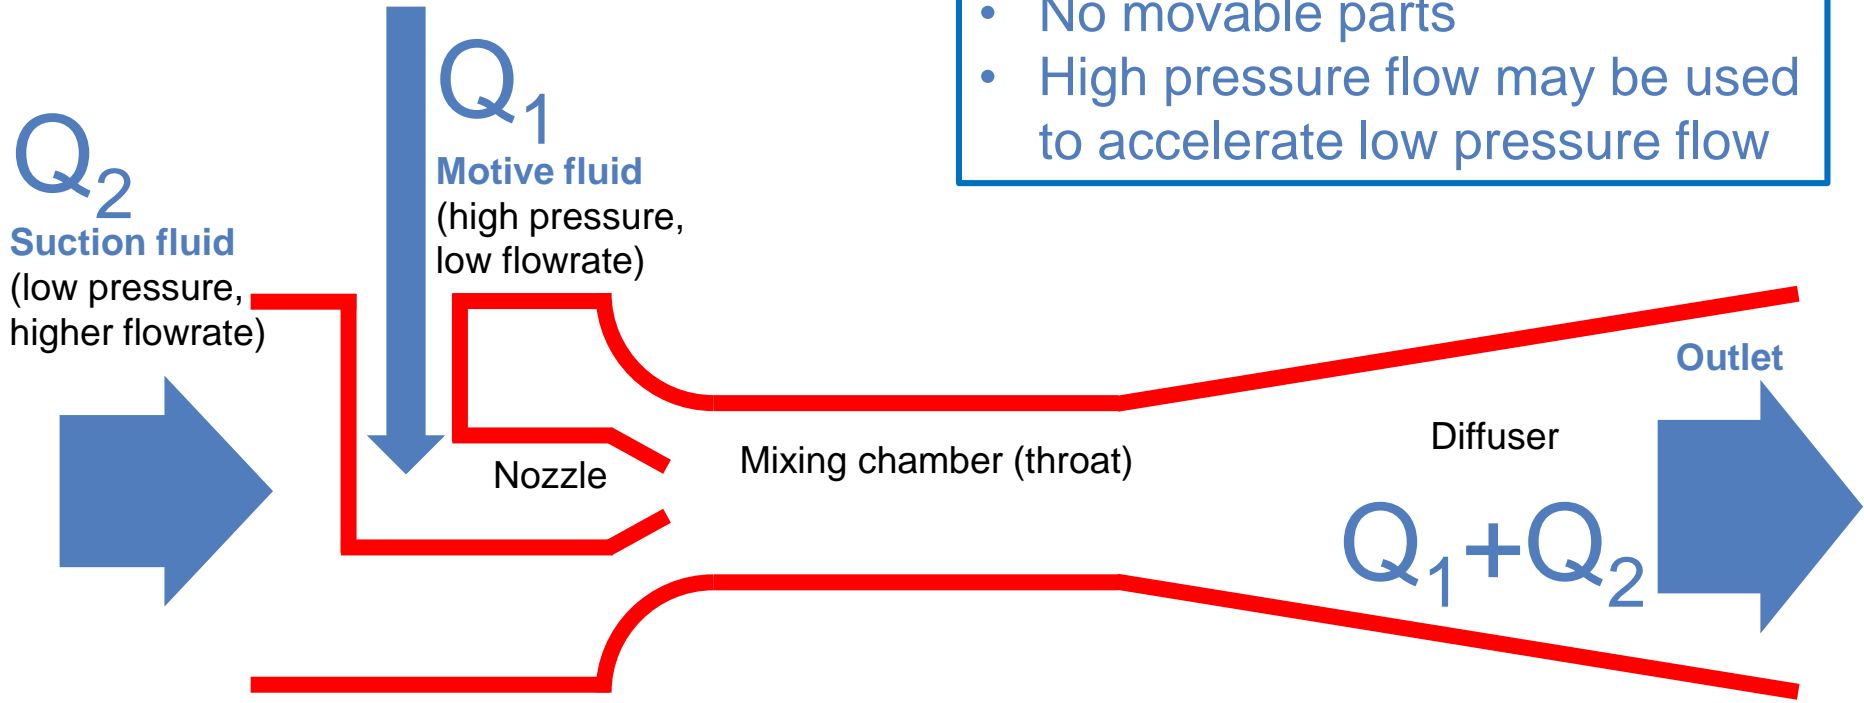 • No movable parts
• High pressure flow may be used
to accelerate low pressure flow
Q1
Motive fluid
(high pressure,
low flowrate)
Q2
Suction fluid
(low pressure,
higher flowrate)
Nozzle
Mixing chamber (throat)
Outlet
Diffuser
Q1+Q2